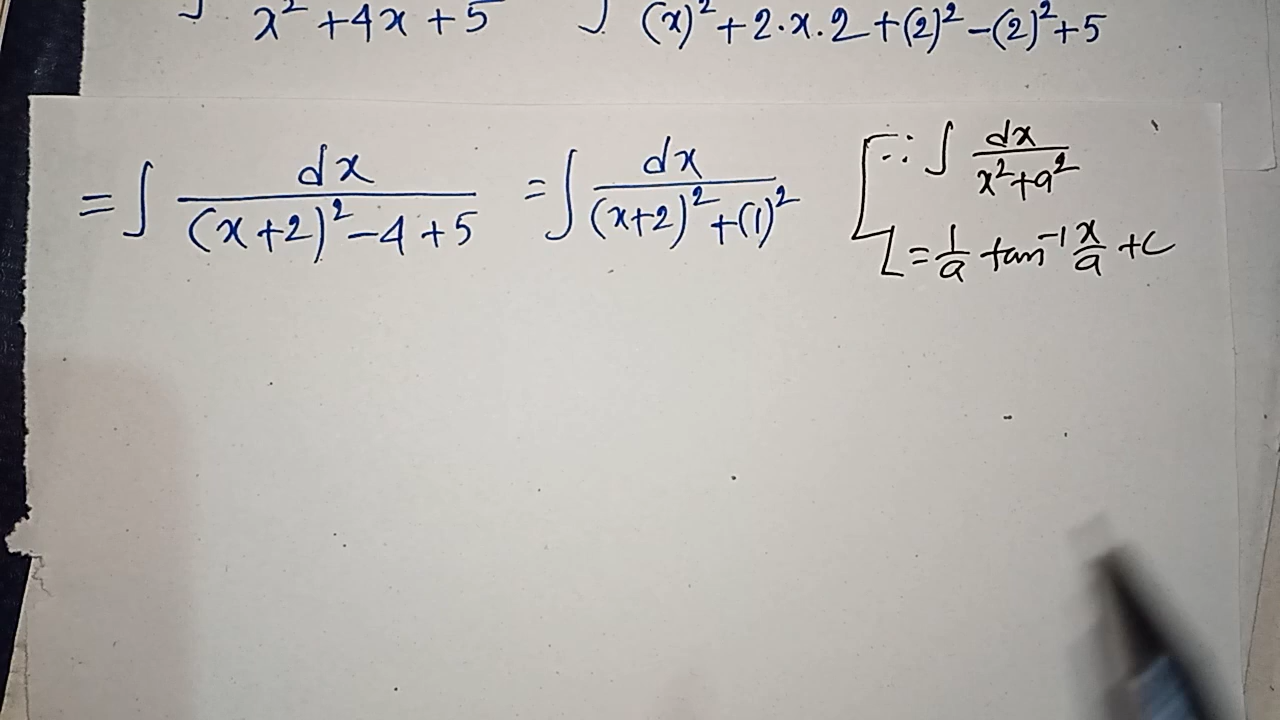 ∫ x² + 4x + 5 ∫ (x)² + 2·x·2 + (2)² – (2)² + 5
= ∫ dx / (x+2)² – 4 + 5 = ∫ dx / (x+2)² + (1)² [∵ ∫ dx / x² + a²
= 1/a tan⁻¹ x/a + c